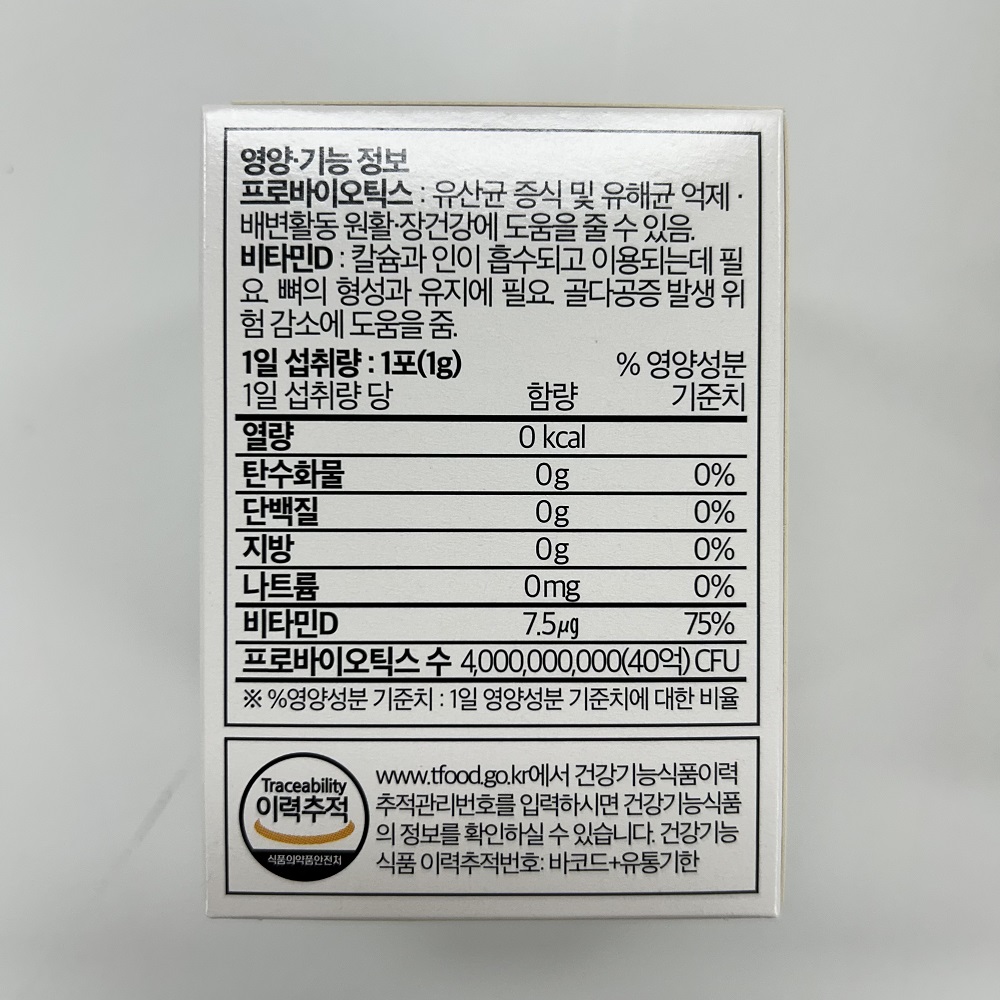 영양·기능 정보
프로바이오틱스 : 유산균 증식 및 유해균 억제 ·
배변활동 원활·장건강에 도움을 줄 수 있음.
비타민D : 칼슘과 인이 흡수되고 이용되는데 필
요. 뼈의 형성과 유지에 필요. 골다공증 발생 위
험 감소에 도움을 줌.
1일 섭취량 : 1포(1g) % 영양성분
1일 섭취량 당 함량 기준치
열량 0 kcal
탄수화물 0g 0%
단백질 0g 0%
지방 0g 0%
나트륨 0mg 0%
비타민D 7.5㎍ 75%
프로바이오틱스 수 4,000,000,000(40억) CFU
※ %영양성분 기준치 : 1일 영양성분 기준치에 대한 비율
Traceability
이력추적
식품의약품안전처
www.tfood.go.kr에서 건강기능식품이력
추적관리번호를 입력하시면 건강기능식품
의 정보를 확인하실 수 있습니다. 건강기능
식품 이력추적번호: 바코드+유통기한